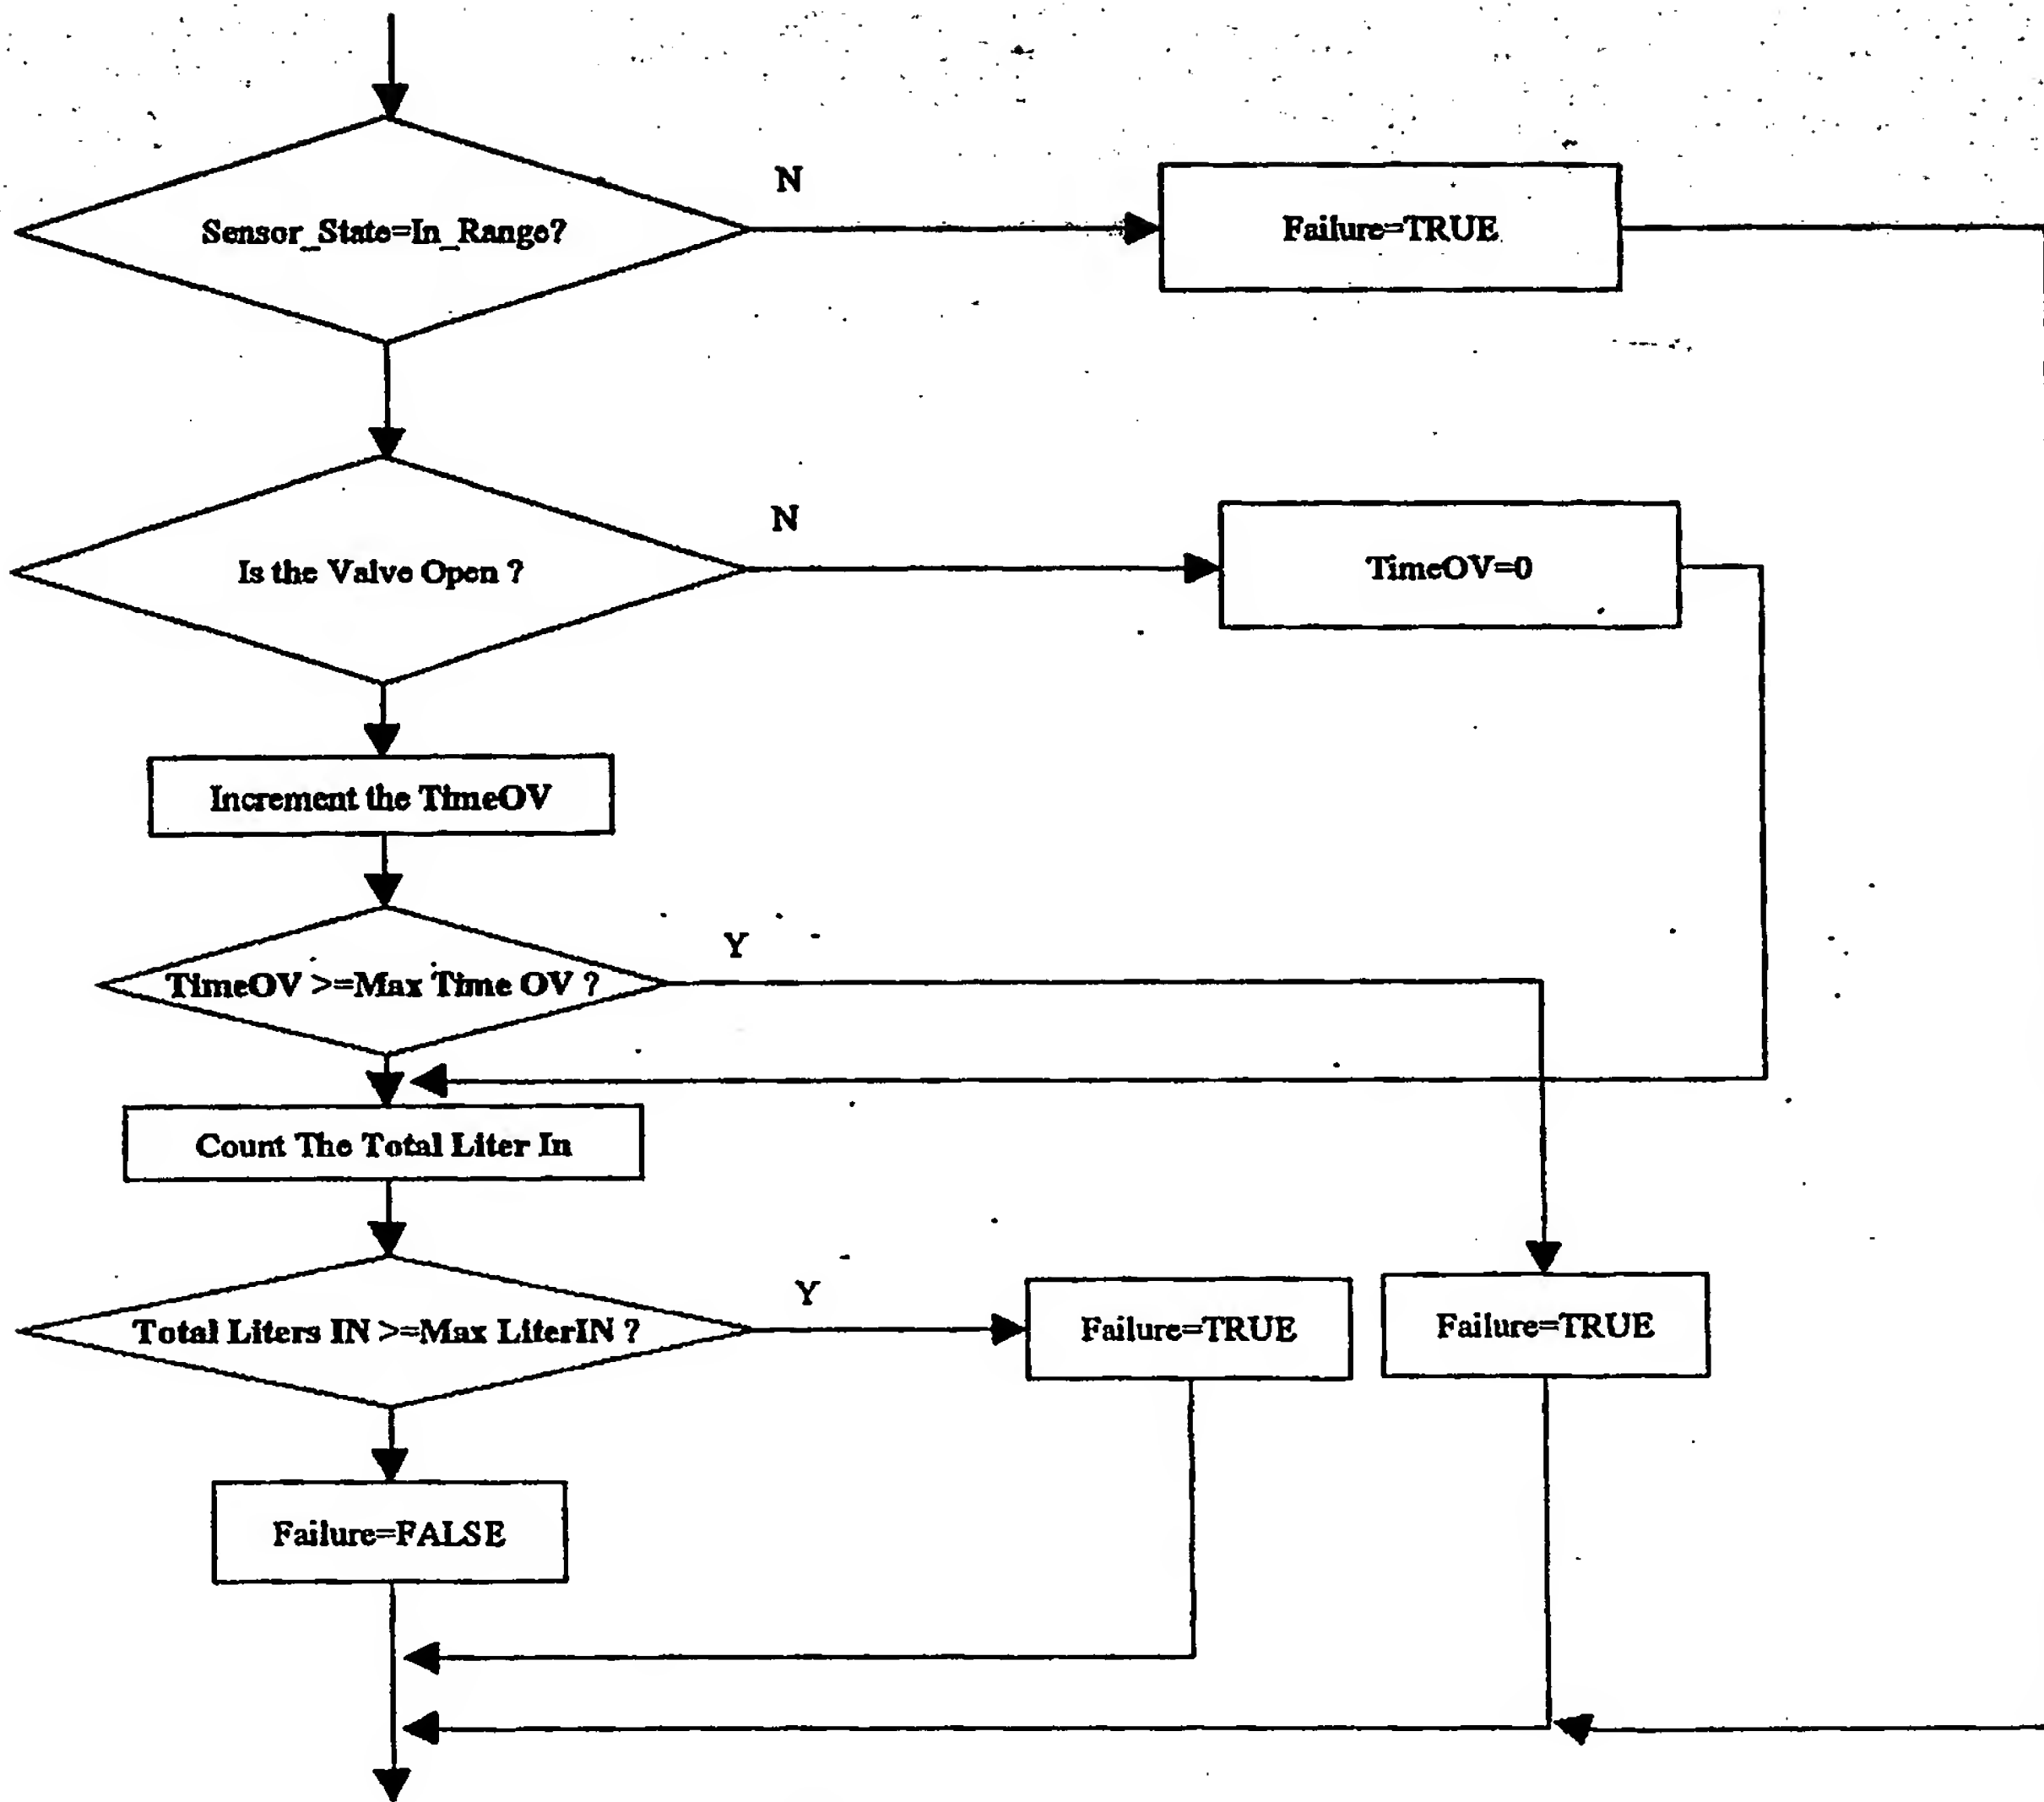 N
Sensor_State=In_Range?
Failure=TRUE
N
Is the Valve Open ?
TimeOV=0
Increment the TimeOV
Y
TimeOV >=Max Time OV ?
Count The Total Liter In
Y
Total Liters IN >=Max LiterIN ?
Failure=TRUE
Failure=TRUE
Failure=FALSE